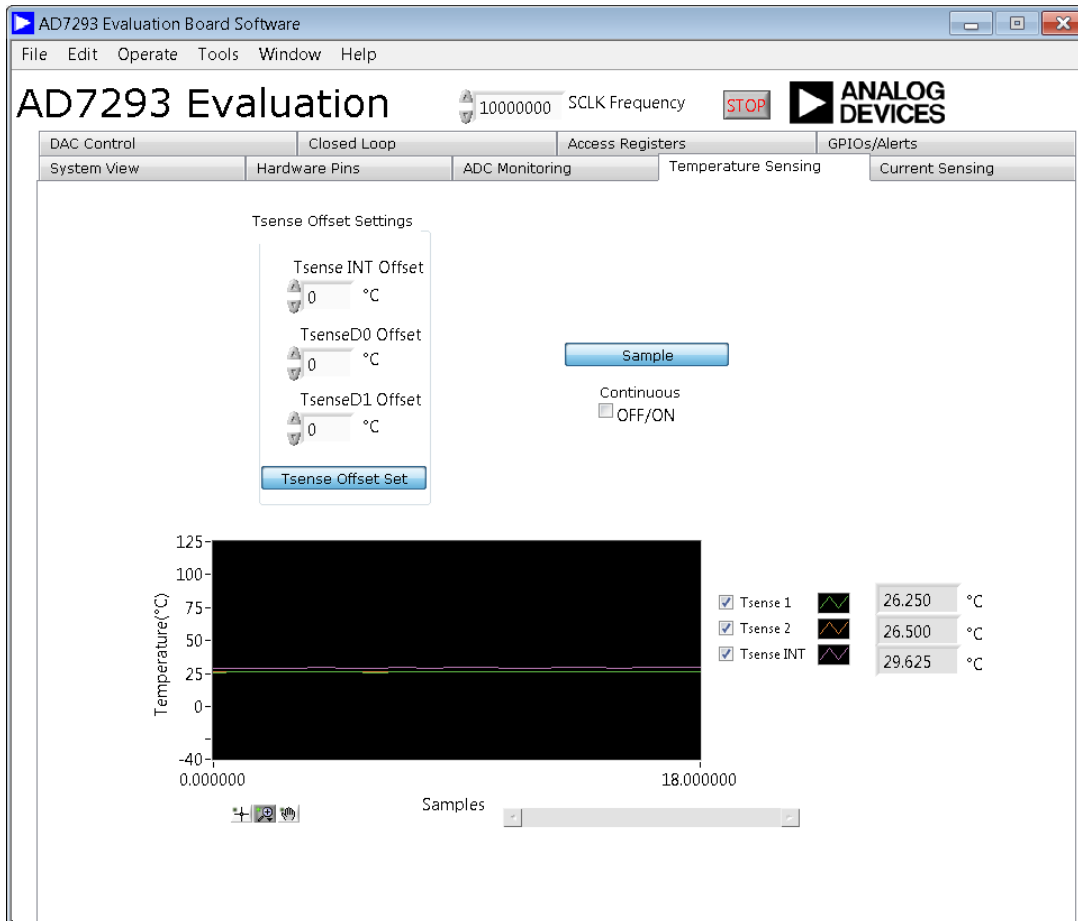 AD7293 Evaluation Board Software
File Edit Operate Tools Window Help
AD7293 Evaluation
10000000 SCLK Frequency
STOP
ANALOG
DEVICES
DAC Control Closed Loop Access Registers GPIOs/Alerts
System View Hardware Pins ADC Monitoring Temperature Sensing Current Sensing
Tsense Offset Settings
Tsense INT Offset
0 °C
TsenseD0 Offset
0 °C
TsenseD1 Offset
0 °C
Tsense Offset Set
Sample
Continuous
OFF/ON
Temperature(°C)
125
100
75
50
25
0
-40
0.000000 18.000000
Samples
Tsense 1 26.250 °C
Tsense 2 26.500 °C
Tsense INT 29.625 °C